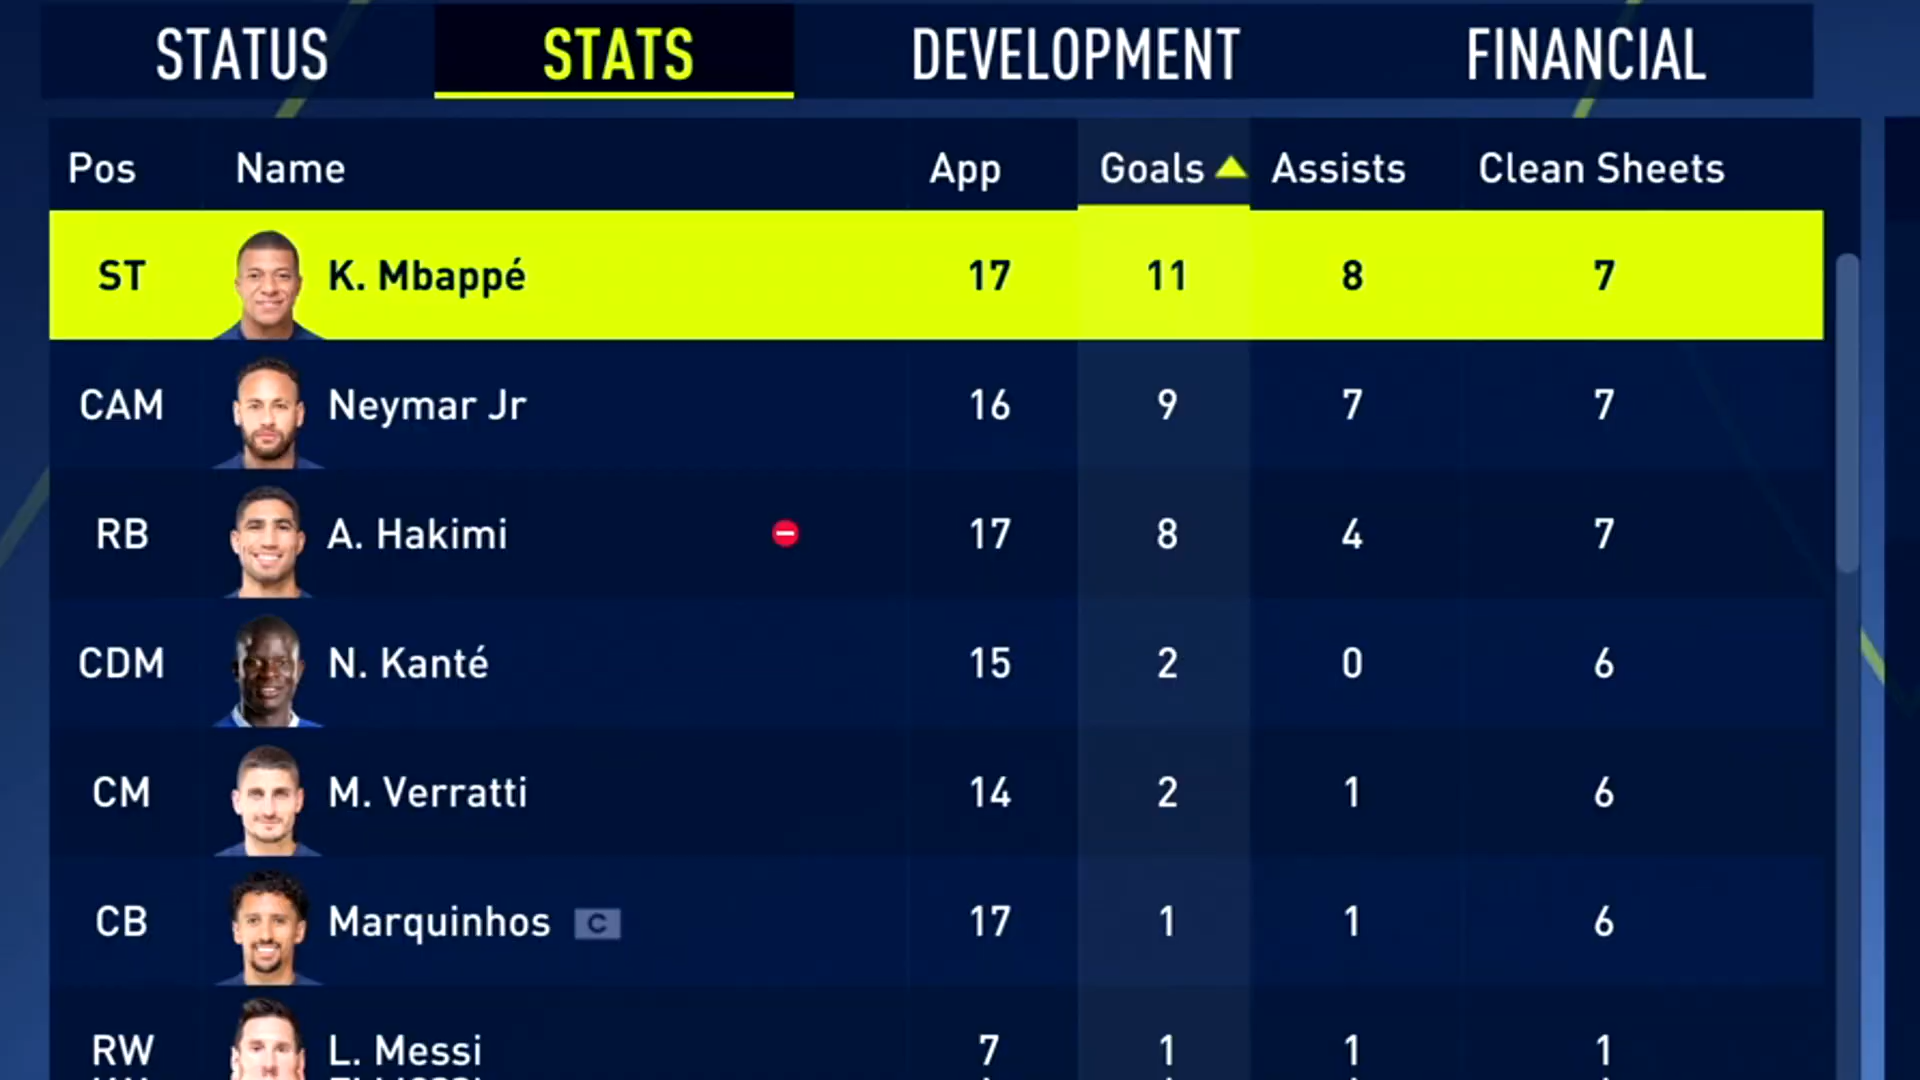 STATUS STATS DEVELOPMENT FINANCIAL
Pos Name App Goals Assists Clean Sheets
ST K. Mbappé 17 11 8 7
CAM Neymar Jr 16 9 7 7
RB A. Hakimi 17 8 4 7
CDM N. Kanté 15 2 0 6
CM M. Verratti 14 2 1 6
CB Marquinhos C 17 1 1 6
RW L. Messi 7 1 1 1